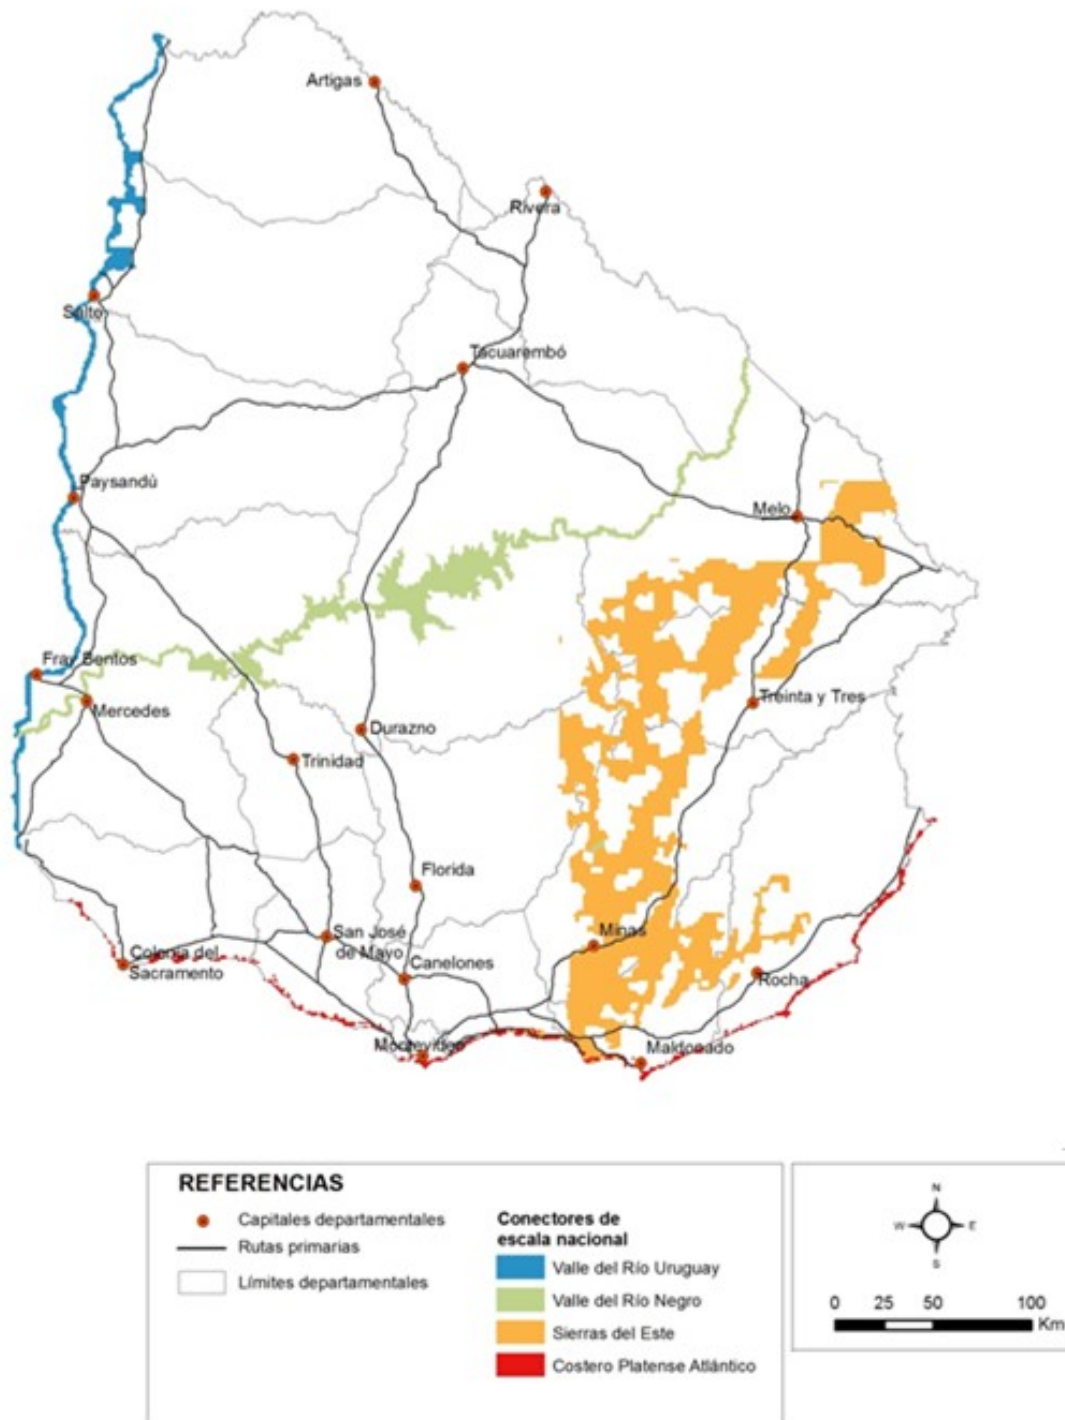 Artigas
Rivera
Salto
Tacuarembó
Paysandú
Melo
Fray Bentos
Mercedes
Treinta y Tres
Durazno
Trinidad
Florida
San José
de Mayo
Minas
Colonia del
Sacramento
Canelones
Rocha
Montevideo
Maldonado
REFERENCIAS
Capitales departamentales
Rutas primarias
Límites departamentales
Conectores de
escala nacional
Valle del Río Uruguay
Valle del Río Negro
Sierras del Este
Costero Platense Atlántico
N
W E
S
0 25 50 100
Km